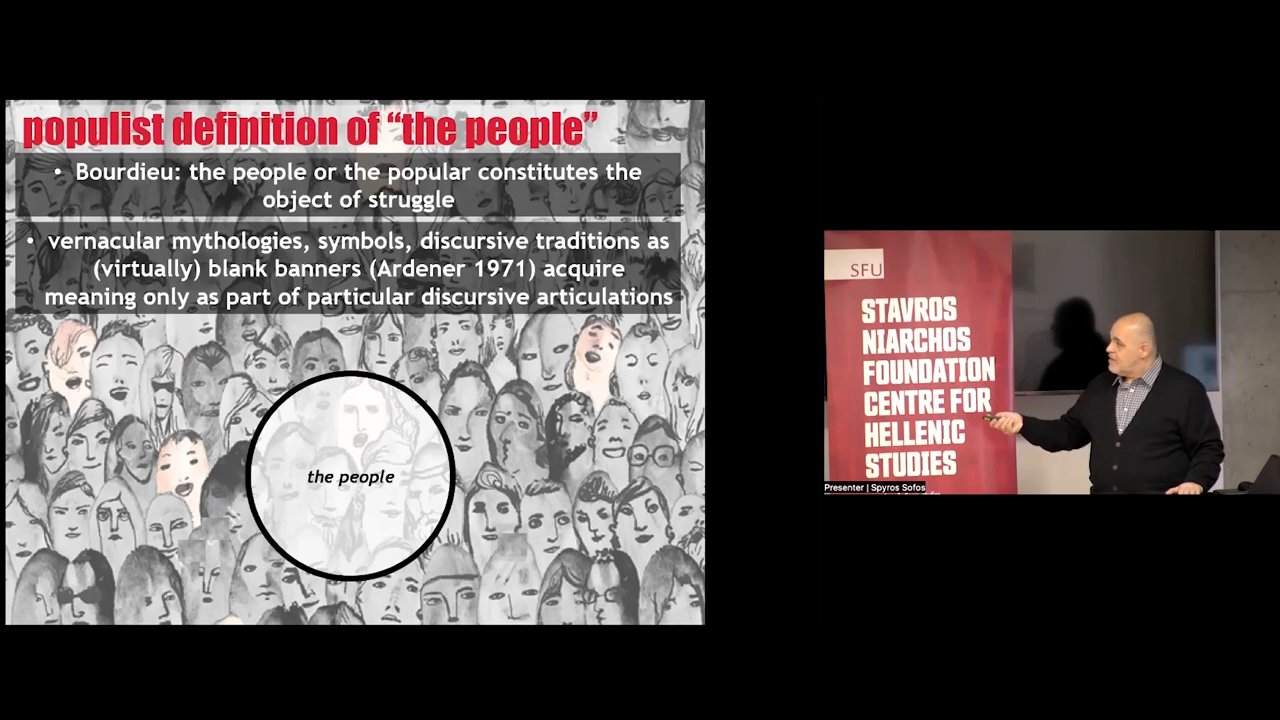 populist definition of “the people”
• Bourdieu: the people or the popular constitutes the
object of struggle
• vernacular mythologies, symbols, discursive traditions as
(virtually) blank banners (Ardener 1971) acquire
meaning only as part of particular discursive articulations
the people
SFU
STAVROS
NIARCHOS
FOUNDATION
CENTRE FOR
HELLENIC
STUDIES
Presenter | Spyros Sofos